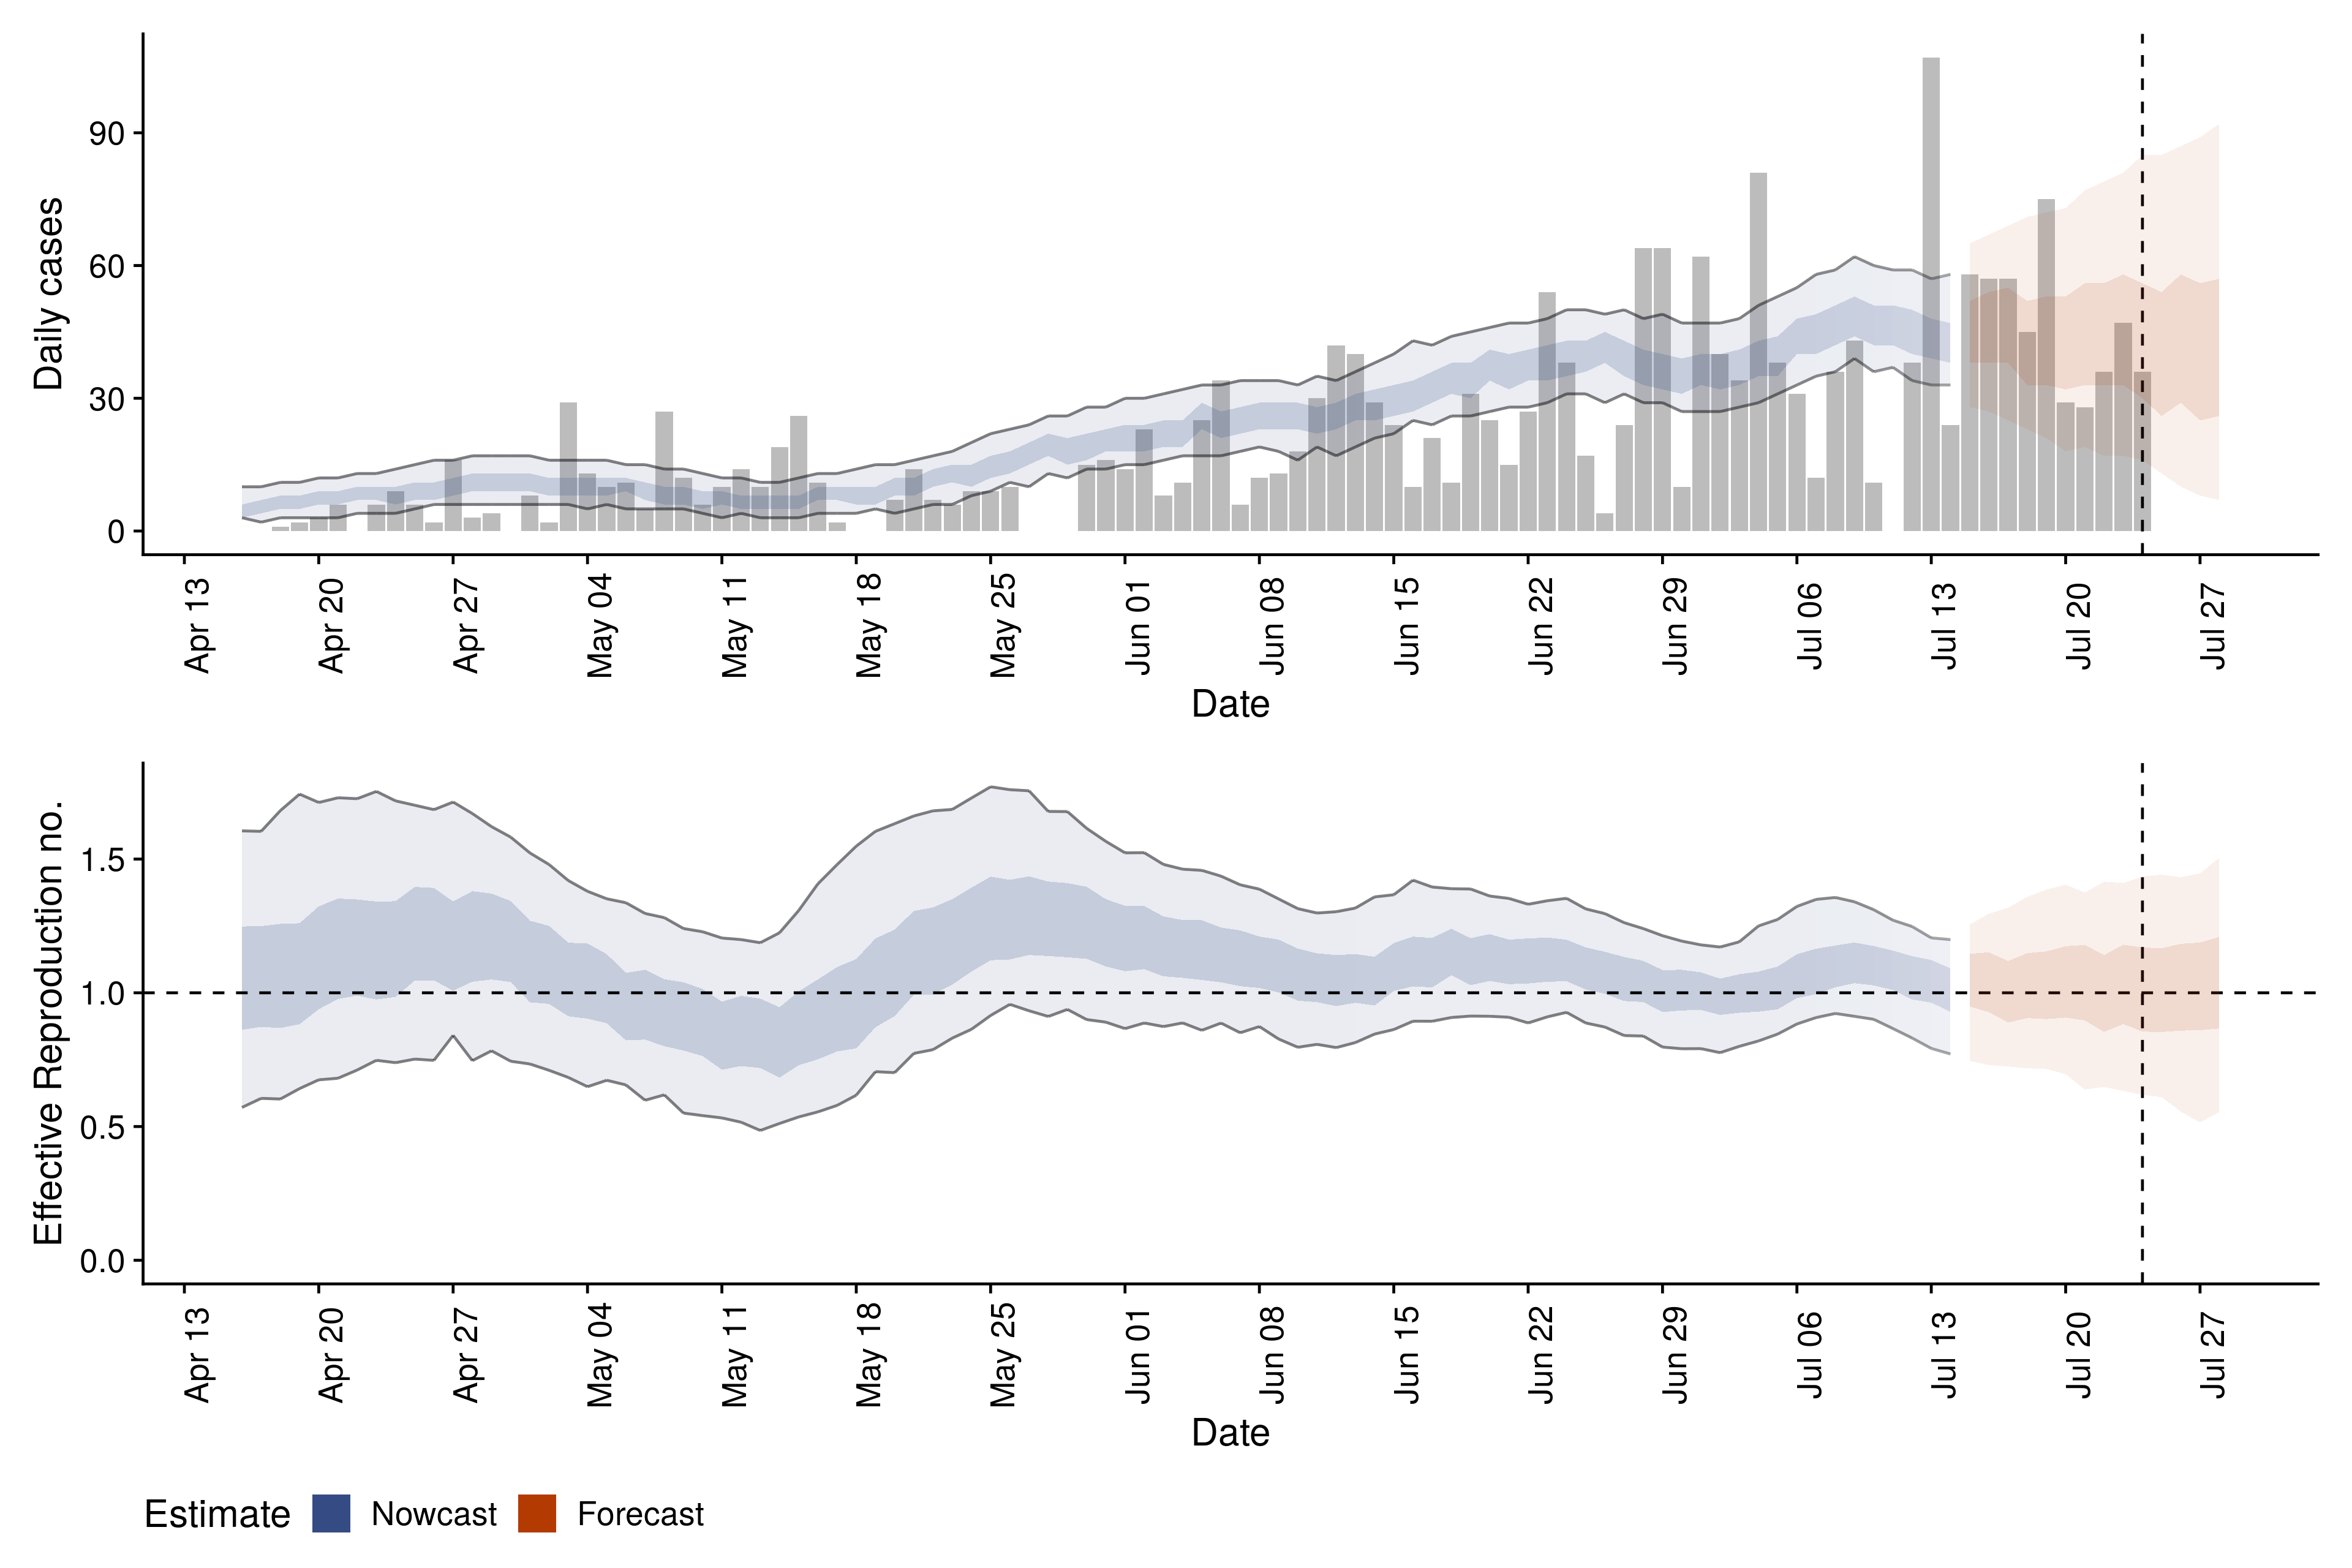 Daily cases
90
60
30
0
Apr 13
Apr 20
Apr 27
May 04
May 11
May 18
May 25
Jun 01
Jun 08
Jun 15
Jun 22
Jun 29
Jul 06
Jul 13
Jul 20
Jul 27
Date
Effective Reproduction no.
1.5
1.0
0.5
0.0
Apr 13
Apr 20
Apr 27
May 04
May 11
May 18
May 25
Jun 01
Jun 08
Jun 15
Jun 22
Jun 29
Jul 06
Jul 13
Jul 20
Jul 27
Date
Estimate Nowcast Forecast